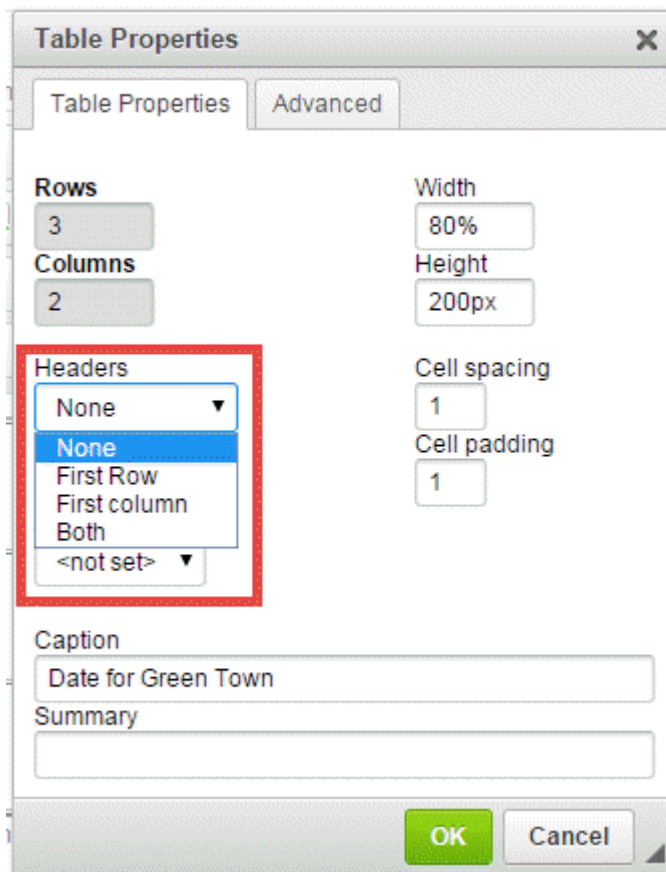 Table Properties
Table Properties Advanced
Rows Width
3 80%
Columns Height
2 200px
Headers Cell spacing
None 1
None Cell padding
First Row 1
First column
Both
<not set>
Caption
Date for Green Town
Summary
OK Cancel